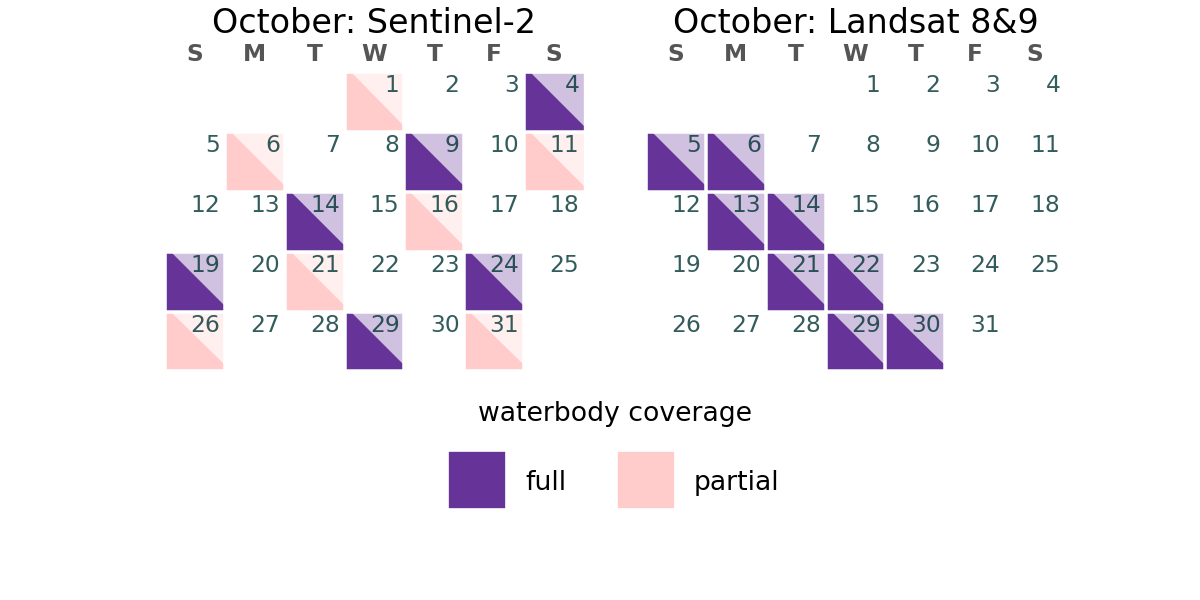 October: Sentinel-2
S M T W T F S
1 2 3 4
5 6 7 8 9 10 11
12 13 14 15 16 17 18
19 20 21 22 23 24 25
26 27 28 29 30 31
October: Landsat 8&9
S M T W T F S
1 2 3 4
5 6 7 8 9 10 11
12 13 14 15 16 17 18
19 20 21 22 23 24 25
26 27 28 29 30 31
waterbody coverage
full partial